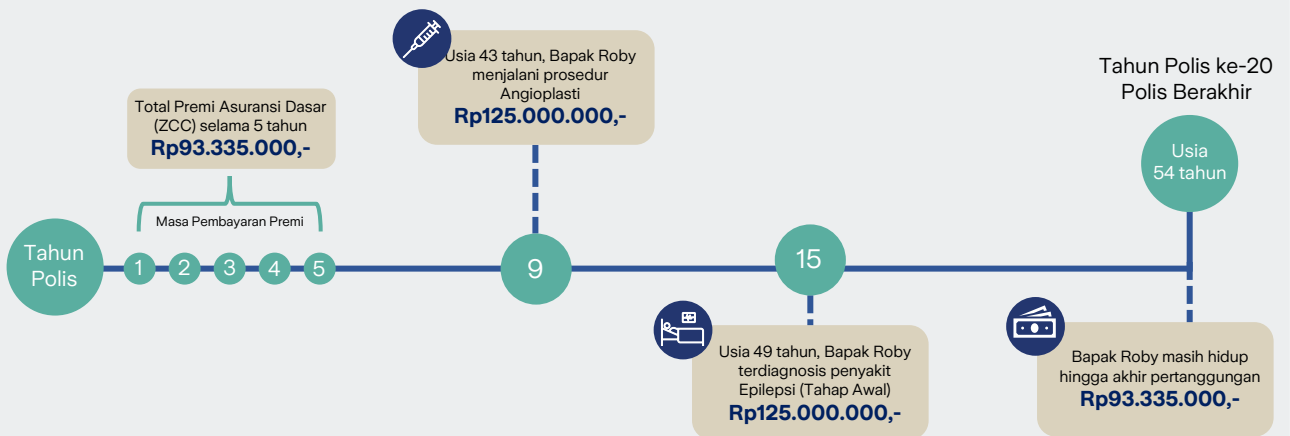 Usia 43 tahun, Bapak Roby
menjalani prosedur
Angioplasti
Rp125.000.000,-
Tahun Polis ke-20
Polis Berakhir
Total Premi Asuransi Dasar
(ZCC) selama 5 tahun
Rp93.335.000,-
Usia
54 tahun
Masa Pembayaran Premi
Tahun
Polis
1
2
3
4
5
9
15
Usia 49 tahun, Bapak Roby
terdiagnosis penyakit
Epilepsi (Tahap Awal)
Rp125.000.000,-
Bapak Roby masih hidup
hingga akhir pertanggungan
Rp93.335.000,-